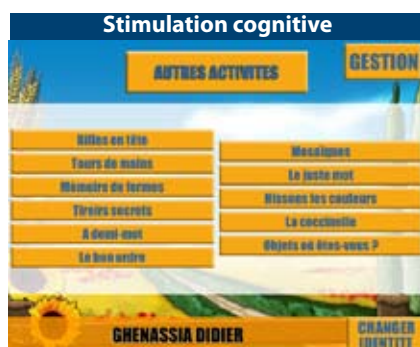 Stimulation cognitive
AUTRES ACTIVITES
GESTION
Billes en tête
Tours de mains
Mémoire de formes
Tiroirs secrets
A demi-mot
Le bon ordre
Mosaïques
Le juste mot
Hissons les couleurs
La coccinelle
Objets où êtes-vous ?
GHENASSIA DIDIER
CHANGER
IDENTITE